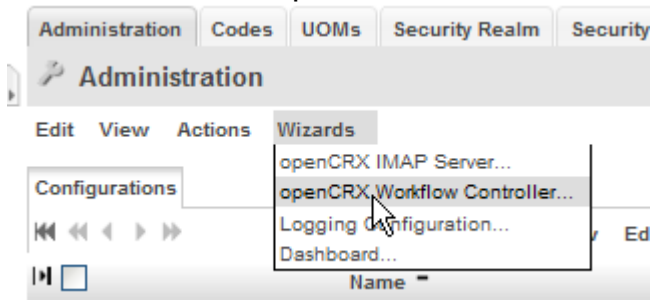 Administration Codes UOMs Security Realm Security
Administration
Edit View Actions Wizards
openCRX IMAP Server...
Configurations openCRX Workflow Controller...
Logging Configuration...
Ed
Dashboard...
Name